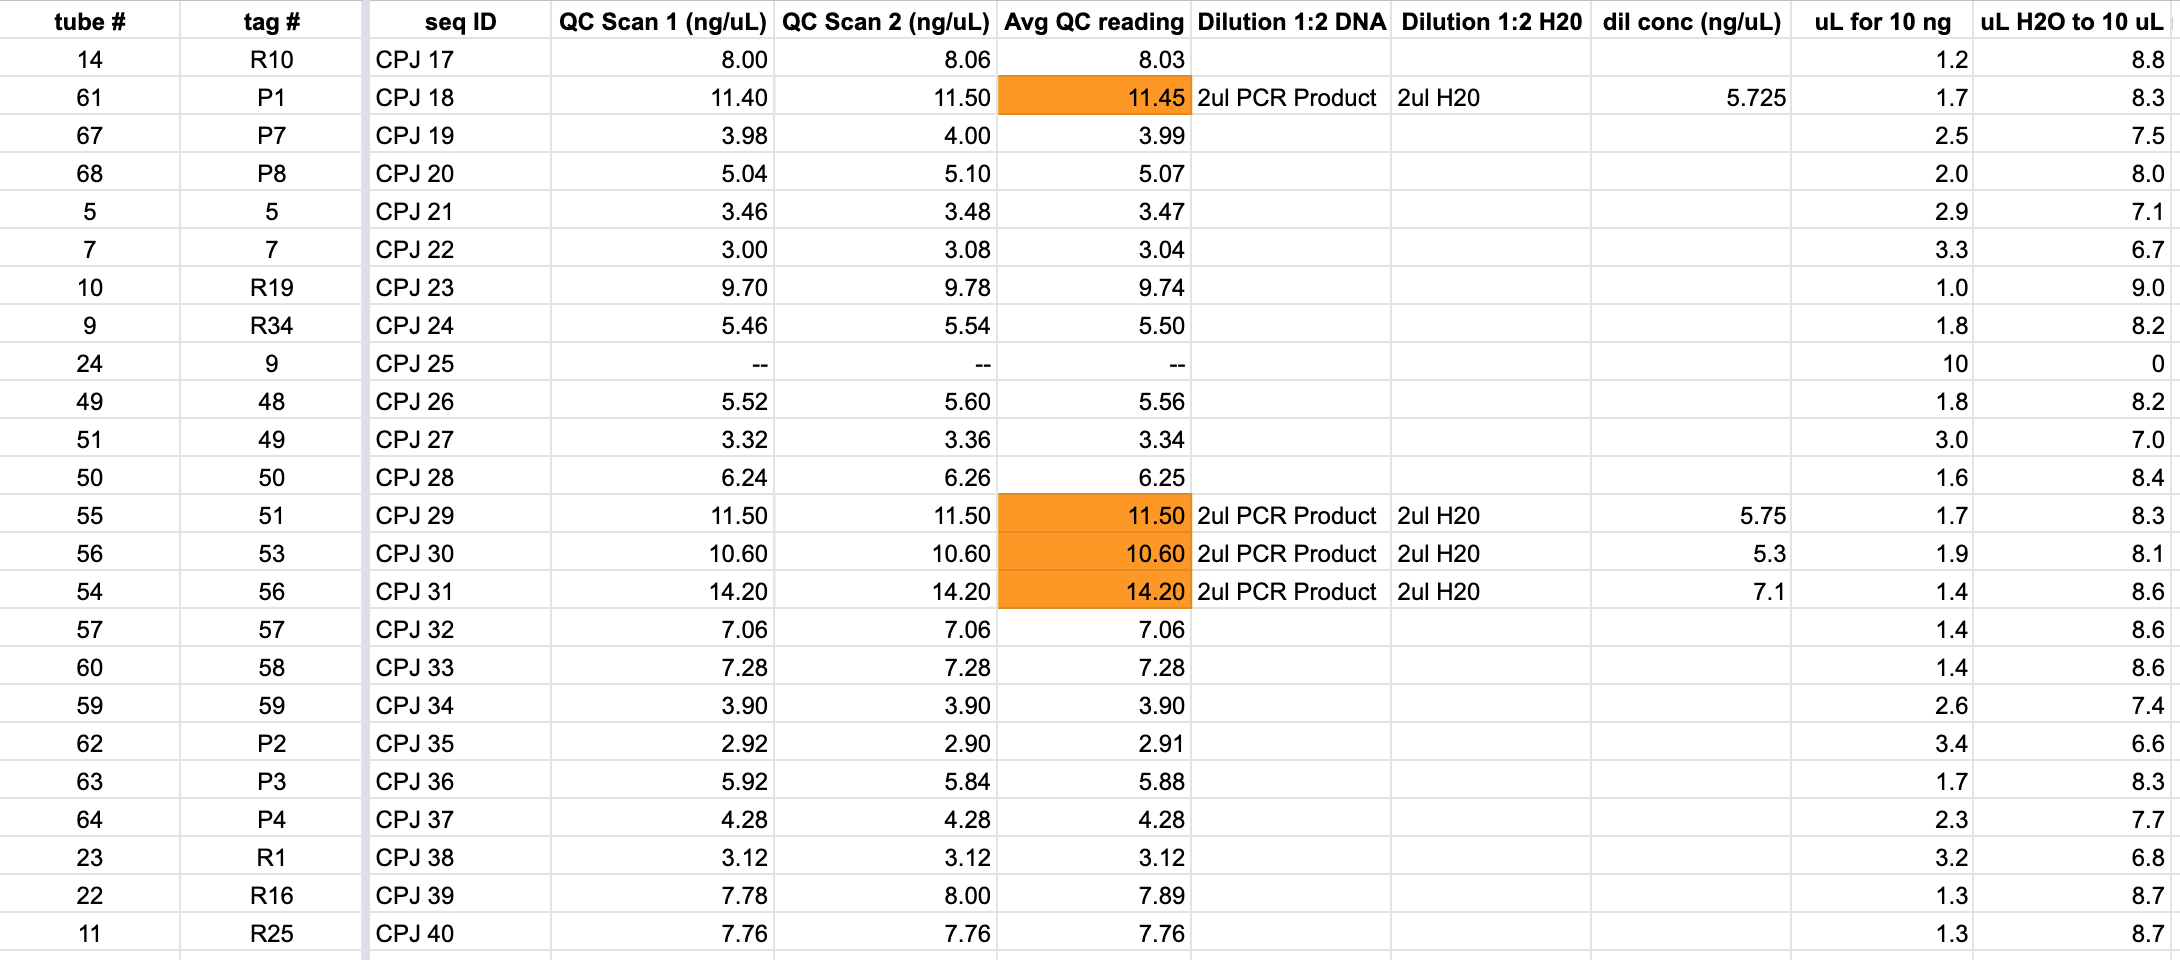 tube # tag # seq ID QC Scan 1 (ng/uL) QC Scan 2 (ng/uL) Avg QC reading Dilution 1:2 DNA Dilution 1:2 H20 dil conc (ng/uL) uL for 10 ng uL H2O to 10 uL
14 R10 CPJ 17 8.00 8.06 8.03 1.2 8.8
61 P1 CPJ 18 11.40 11.50 11.45 2ul PCR Product 2ul H20 5.725 1.7 8.3
67 P7 CPJ 19 3.98 4.00 3.99 2.5 7.5
68 P8 CPJ 20 5.04 5.10 5.07 2.0 8.0
5 5 CPJ 21 3.46 3.48 3.47 2.9 7.1
7 7 CPJ 22 3.00 3.08 3.04 3.3 6.7
10 R19 CPJ 23 9.70 9.78 9.74 1.0 9.0
9 R34 CPJ 24 5.46 5.54 5.50 1.8 8.2
24 9 CPJ 25 -- -- -- 10 0
49 48 CPJ 26 5.52 5.60 5.56 1.8 8.2
51 49 CPJ 27 3.32 3.36 3.34 3.0 7.0
50 50 CPJ 28 6.24 6.26 6.25 1.6 8.4
55 51 CPJ 29 11.50 11.50 11.50 2ul PCR Product 2ul H20 5.75 1.7 8.3
56 53 CPJ 30 10.60 10.60 10.60 2ul PCR Product 2ul H20 5.3 1.9 8.1
54 56 CPJ 31 14.20 14.20 14.20 2ul PCR Product 2ul H20 7.1 1.4 8.6
57 57 CPJ 32 7.06 7.06 7.06 1.4 8.6
60 58 CPJ 33 7.28 7.28 7.28 1.4 8.6
59 59 CPJ 34 3.90 3.90 3.90 2.6 7.4
62 P2 CPJ 35 2.92 2.90 2.91 3.4 6.6
63 P3 CPJ 36 5.92 5.84 5.88 1.7 8.3
64 P4 CPJ 37 4.28 4.28 4.28 2.3 7.7
23 R1 CPJ 38 3.12 3.12 3.12 3.2 6.8
22 R16 CPJ 39 7.78 8.00 7.89 1.3 8.7
11 R25 CPJ 40 7.76 7.76 7.76 1.3 8.7